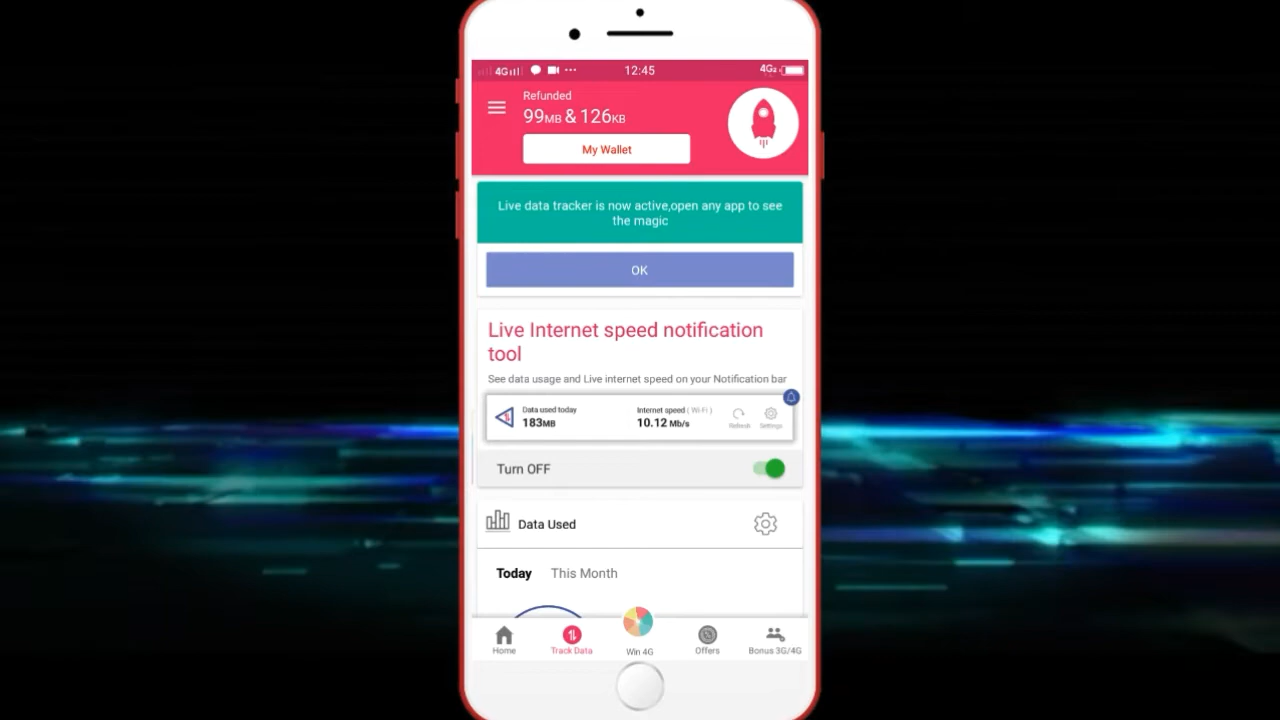 4G 12:45 4G
Refunded
99MB & 126KB
My Wallet
Live data tracker is now active,open any app to see
the magic
OK
Live Internet speed notification
tool
See data usage and Live internet speed on your Notification bar
Data used today Internet speed ( Wi-Fi )
183MB 10.12 Mb/s Refresh Settings
Turn OFF
Data Used
Today This Month
Home Track Data Win 4G Offers Bonus 3G/4G